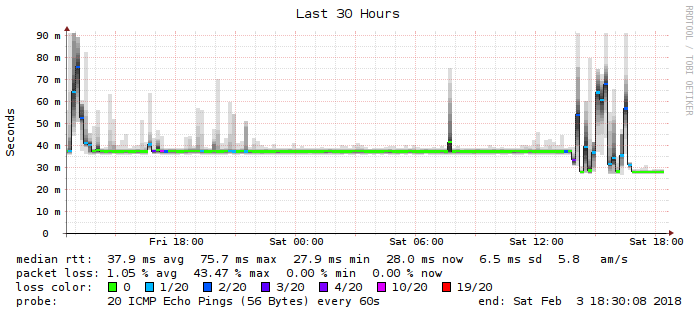 Last 30 Hours
RRDTOOL / TOBI OETIKER
Seconds
90 m
80 m
70 m
60 m
50 m
40 m
30 m
20 m
10 m
0
Fri 18:00 Sat 00:00 Sat 06:00 Sat 12:00 Sat 18:00
median rtt: 37.9 ms avg 75.7 ms max 27.9 ms min 28.0 ms now 6.5 ms sd 5.8 am/s
packet loss: 1.05 % avg 43.47 % max 0.00 % min 0.00 % now
loss color: 0 1/20 2/20 3/20 4/20 10/20 19/20
probe: 20 ICMP Echo Pings (56 Bytes) every 60s end: Sat Feb 3 18:30:08 2018